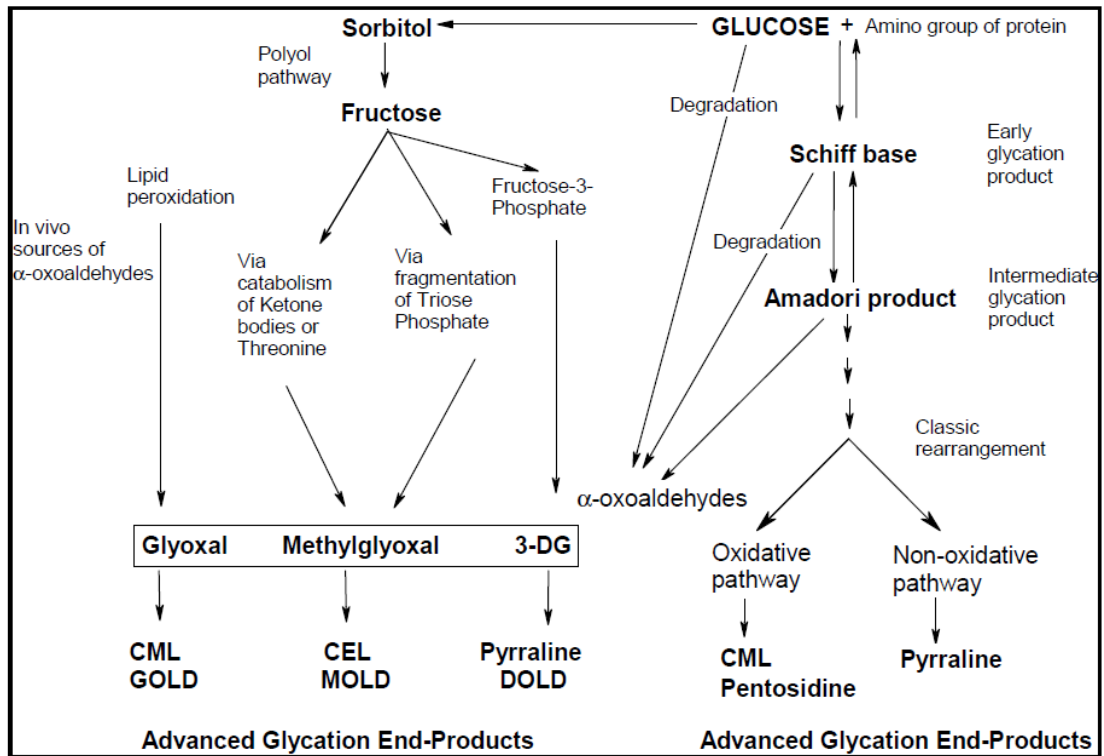 Sorbitol
GLUCOSE + Amino group of protein
Polyol
pathway
Fructose
Degradation
Schiff base
Early
glycation
product
Lipid
peroxidation
Fructose-3-
Phosphate
In vivo
sources of
α-oxoaldehydes
Degradation
Via
catabolism
of Ketone
bodies or
Threonine
Via
fragmentation
of Triose
Phosphate
Amadori product
Intermediate
glycation
product
Classic
rearrangement
α-oxoaldehydes
Glyoxal Methylglyoxal 3-DG
Oxidative
pathway
Non-oxidative
pathway
CML
GOLD
CEL
MOLD
Pyrraline
DOLD
CML
Pentosidine
Pyrraline
Advanced Glycation End-Products
Advanced Glycation End-Products